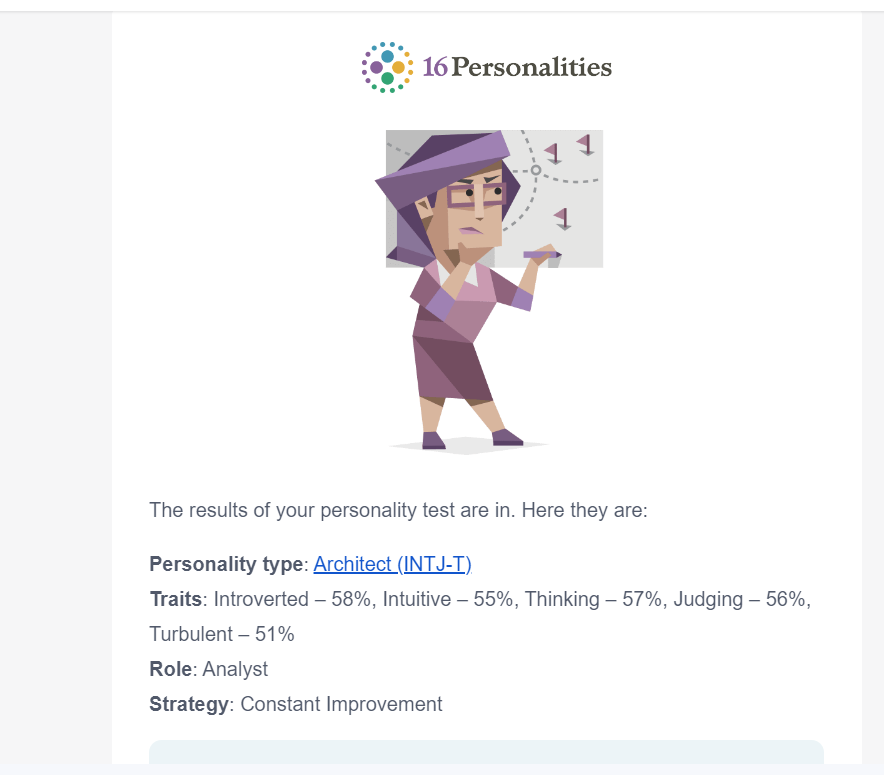 16Personalities
The results of your personality test are in. Here they are:
Personality type: Architect (INTJ-T)
Traits: Introverted – 58%, Intuitive – 55%, Thinking – 57%, Judging – 56%,
Turbulent – 51%
Role: Analyst
Strategy: Constant Improvement